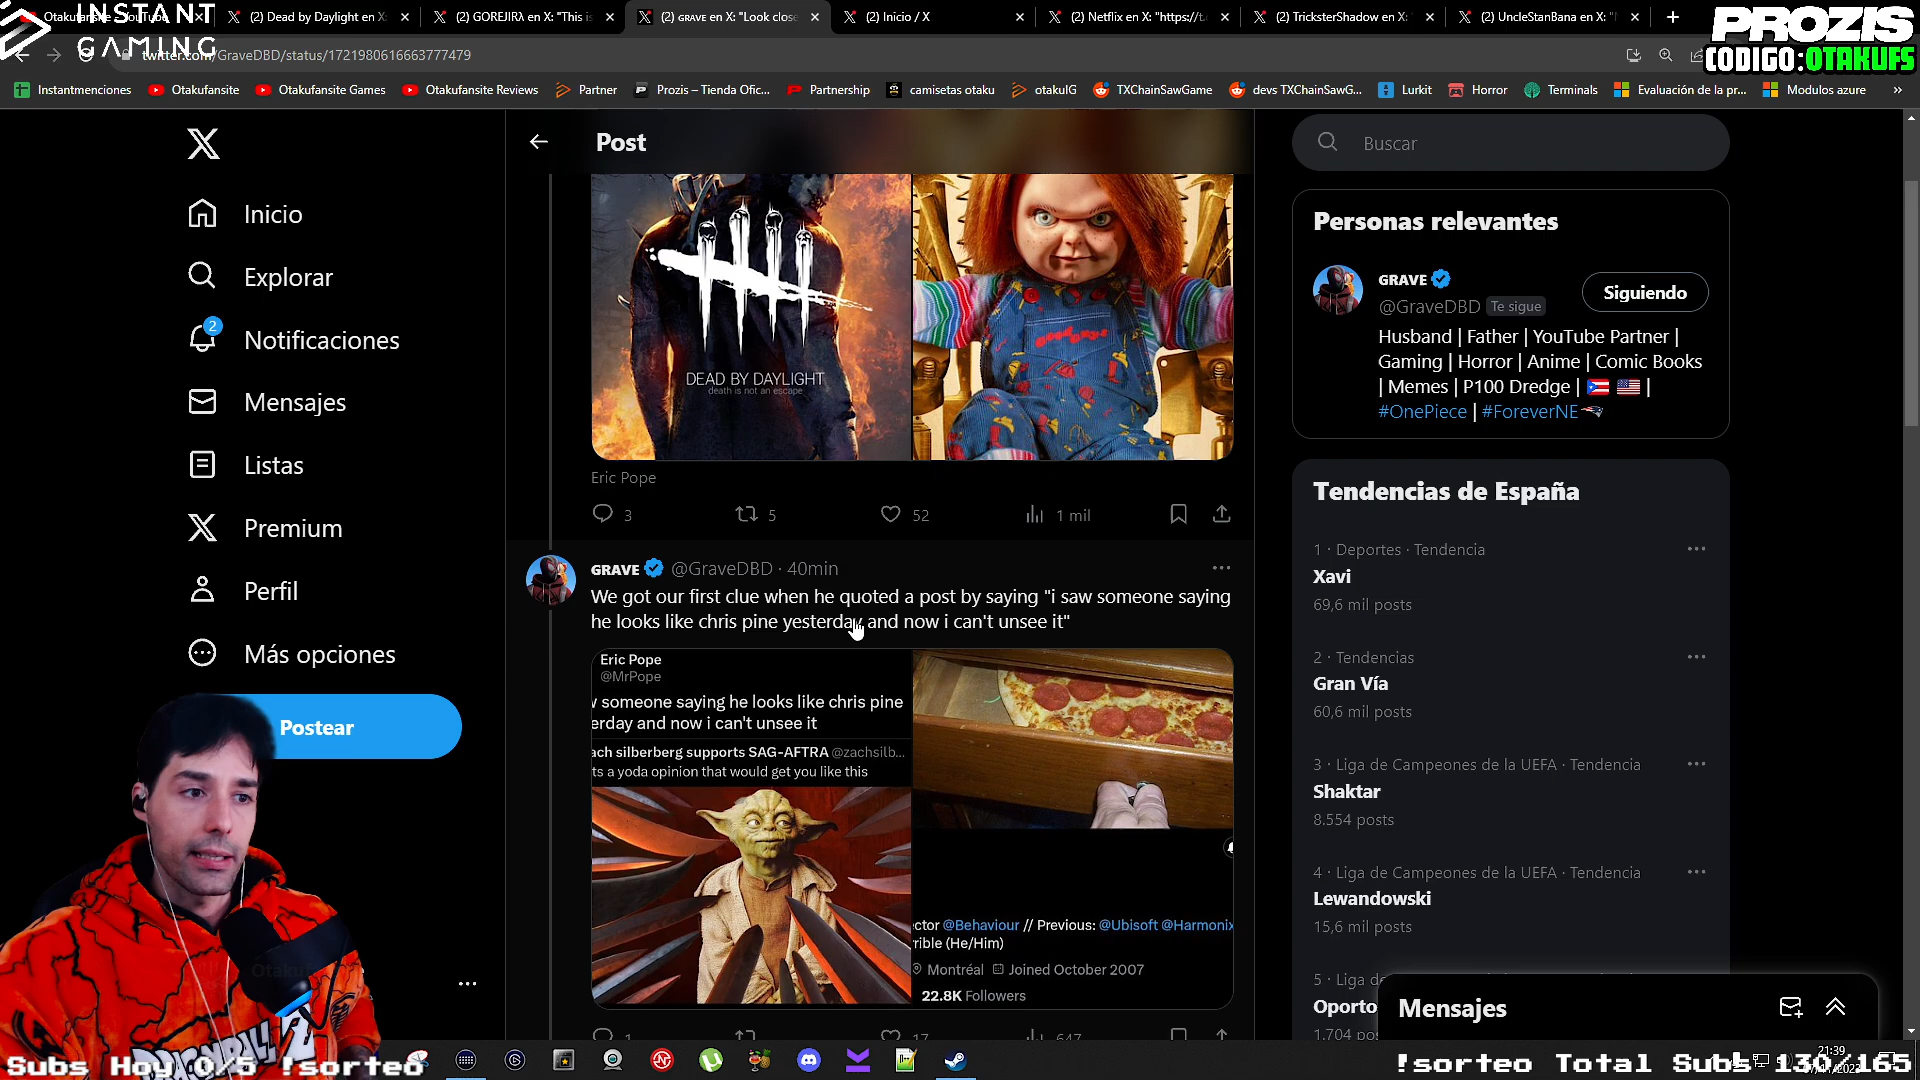 Otakufansite - YouTube
(2) Dead by Daylight en X:
(2) GOREJIRλ en X: "This is
(2) ɢʀᴀᴠᴇ en X: "Look close
(2) Inicio / X
(2) Netflix en X: "https://t.
(2) TricksterShadow en X:
(2) UncleStanBana en X: "
INSTANT
GAMING
PROZIS
CODIGO:OTAKUFS
twitter.com/GraveDBD/status/1721980616663777479
Instantmenciones
Otakufansite
Otakufansite Games
Otakufansite Reviews
Partner
Prozis – Tienda Ofic...
Partnership
camisetas otaku
otakuIG
TXChainSawGame
devs TXChainSawG...
Lurkit
Horror
Terminals
Evaluación de la pr...
Modulos azure
»
Inicio
Explorar
2
Notificaciones
Mensajes
Listas
Premium
Perfil
Más opciones
Postear
Post
DEAD BY DAYLIGHT
death is not an escape
Eric Pope
3
5
52
1 mil
ɢʀᴀᴠᴇ @GraveDBD · 40min
We got our first clue when he quoted a post by saying "i saw someone saying
he looks like chris pine yesterday and now i can't unsee it"
Eric Pope
@MrPope
someone saying he looks like chris pine
erday and now i can't unsee it
ach silberberg supports SAG-AFTRA @zachsilb...
ts a yoda opinion that would get you like this
ector @Behaviour // Previous: @Ubisoft @Harmonix
rrible (He/Him)
Montréal
Joined October 2007
22.8K Followers
1
17
647
Buscar
Personas relevantes
ɢʀᴀᴠᴇ
@GraveDBD
Te sigue
Siguiendo
Husband | Father | YouTube Partner |
Gaming | Horror | Anime | Comic Books
| Memes | P100 Dredge | 🇵🇷 🇺🇸 |
#OnePiece | #ForeverNE
Tendencias de España
1 · Deportes · Tendencia
Xavi
69,6 mil posts
2 · Tendencias
Gran Vía
60,6 mil posts
3 · Liga de Campeones de la UEFA · Tendencia
Shaktar
8.554 posts
4 · Liga de Campeones de la UEFA · Tendencia
Lewandowski
15,6 mil posts
5 · Liga de
Oporto
1.704 pos
Mensajes
DRAGON BALL Z
Subs Hoy 0/5 !sorteo
!sorteo Total Subs 130/165
21:39